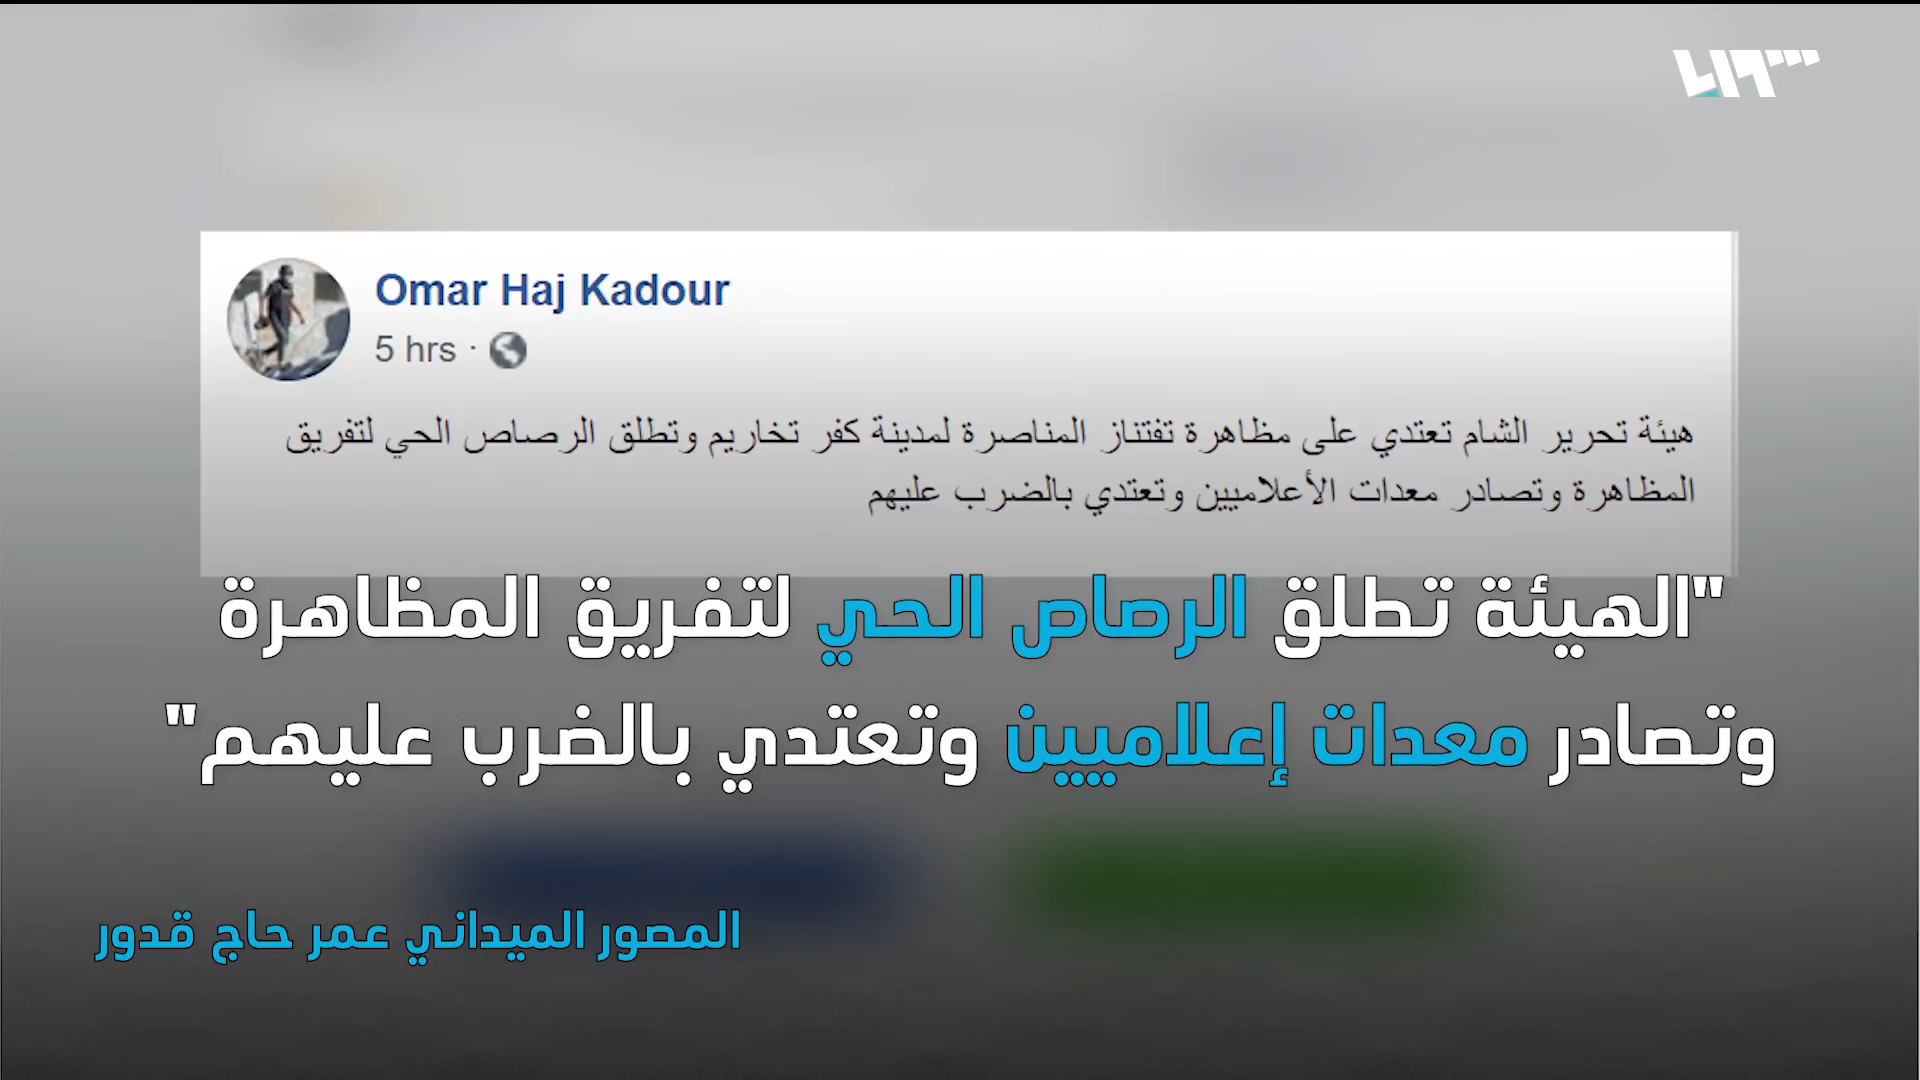 سوريا
Omar Haj Kadour
5 hrs ·
هيئة تحرير الشام تعتدي على مظاهرة تفتناز المناصرة لمدينة كفر تخاريم وتطلق الرصاص الحي لتفريق
المظاهرة وتصادر معدات الأعلاميين وتعتدي بالضرب عليهم
"الهيئة تطلق الرصاص الحي لتفريق المظاهرة
وتصادر معدات إعلاميين وتعتدي بالضرب عليهم"
المصور الميداني عمر حاج قدور